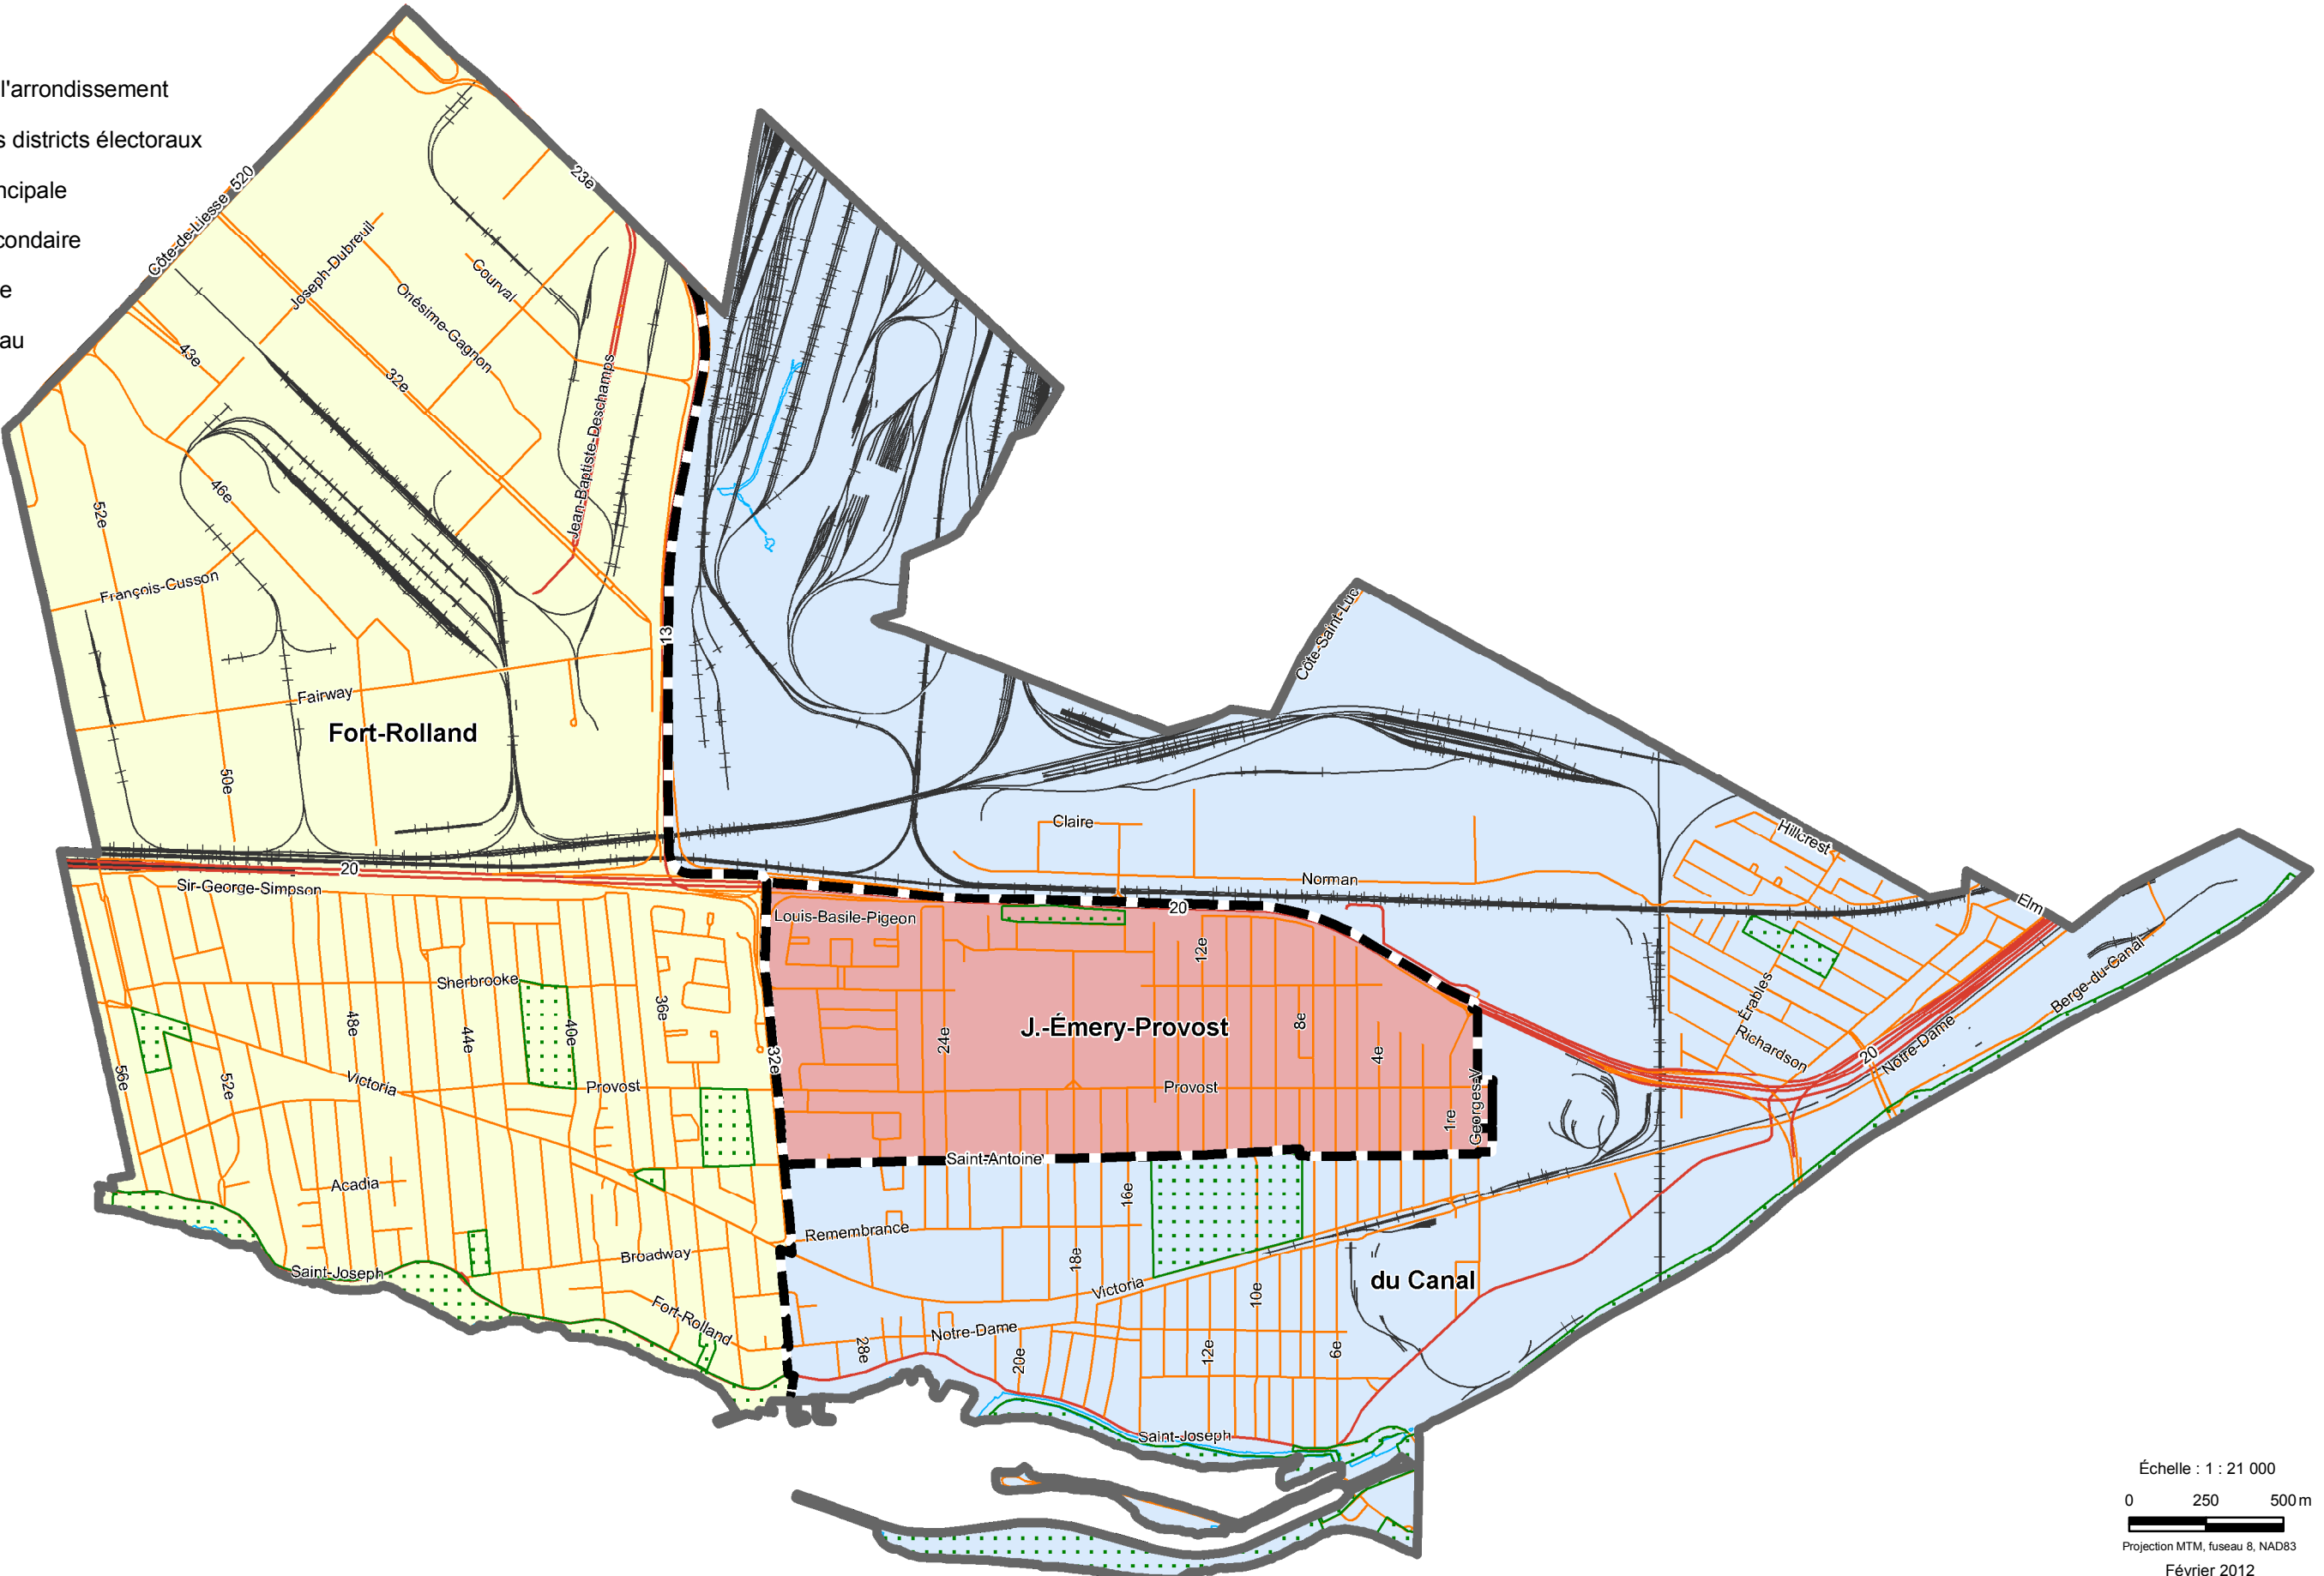 l'arrondissement
s districts électoraux
ncipale
condaire
e
au
Côte-de-Liesse
520
23e
Joseph-Dubreuil
Courval
Onésime-Gagnon
43e
32e
Jean-Baptiste-Deschamps
46e
52e
François-Cusson
13
Côte-Saint-Luc
Fairway
Fort-Rolland
50e
Claire
Hillcrest
20
Sir-George-Simpson
Norman
Elm
Louis-Basile-Pigeon
20
12e
Sherbrooke
Berge-du-Canal
Érables
36e
48e
44e
40e
24e
J.-Émery-Provost
8e
4e
Richardson
Notre-Dame
20
32e
56e
52e
Victoria
Provost
Provost
Georges-V
1re
Saint-Antoine
Acadia
16e
Remembrance
Broadway
18e
Saint-Joseph
Victoria
10e
du Canal
Fort-Rolland
Notre-Dame
28e
20e
12e
6e
Saint-Joseph
Échelle : 1 : 21 000
0 250 500 m
Projection MTM, fuseau 8, NAD83
Février 2012